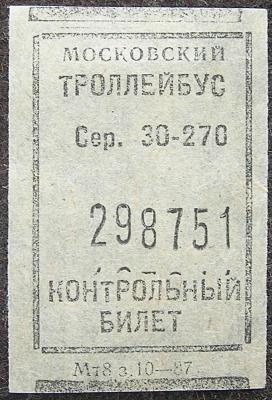 МОСКОВСКИЙ
ТРОЛЛЕЙБУС
Сер. 30-270
298751
КОНТРОЛЬНЫЙ
БИЛЕТ
Мт8 з.10—87